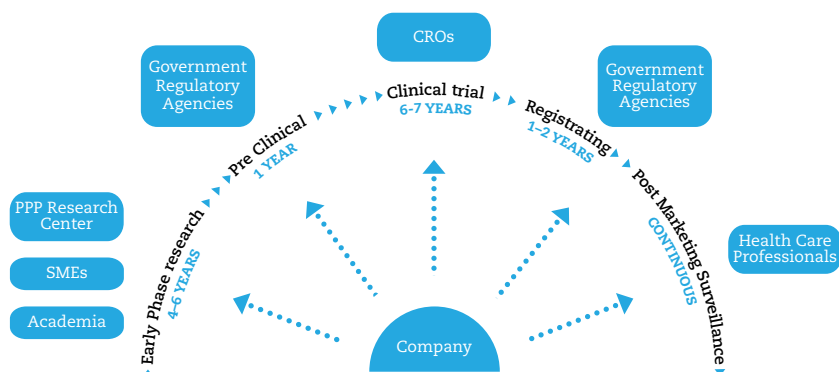 CROs
Government
Regulatory
Agencies
Government
Regulatory
Agencies
Clinical trial
6-7 YEARS
Pre Clinical
1 YEAR
Registrating
1–2 YEARS
PPP Research
Center
SMEs
Academia
Early Phase research
4–6 YEARS
Post Marketing Surveillance
CONTINUOUS
Health Care
Professionals
Company